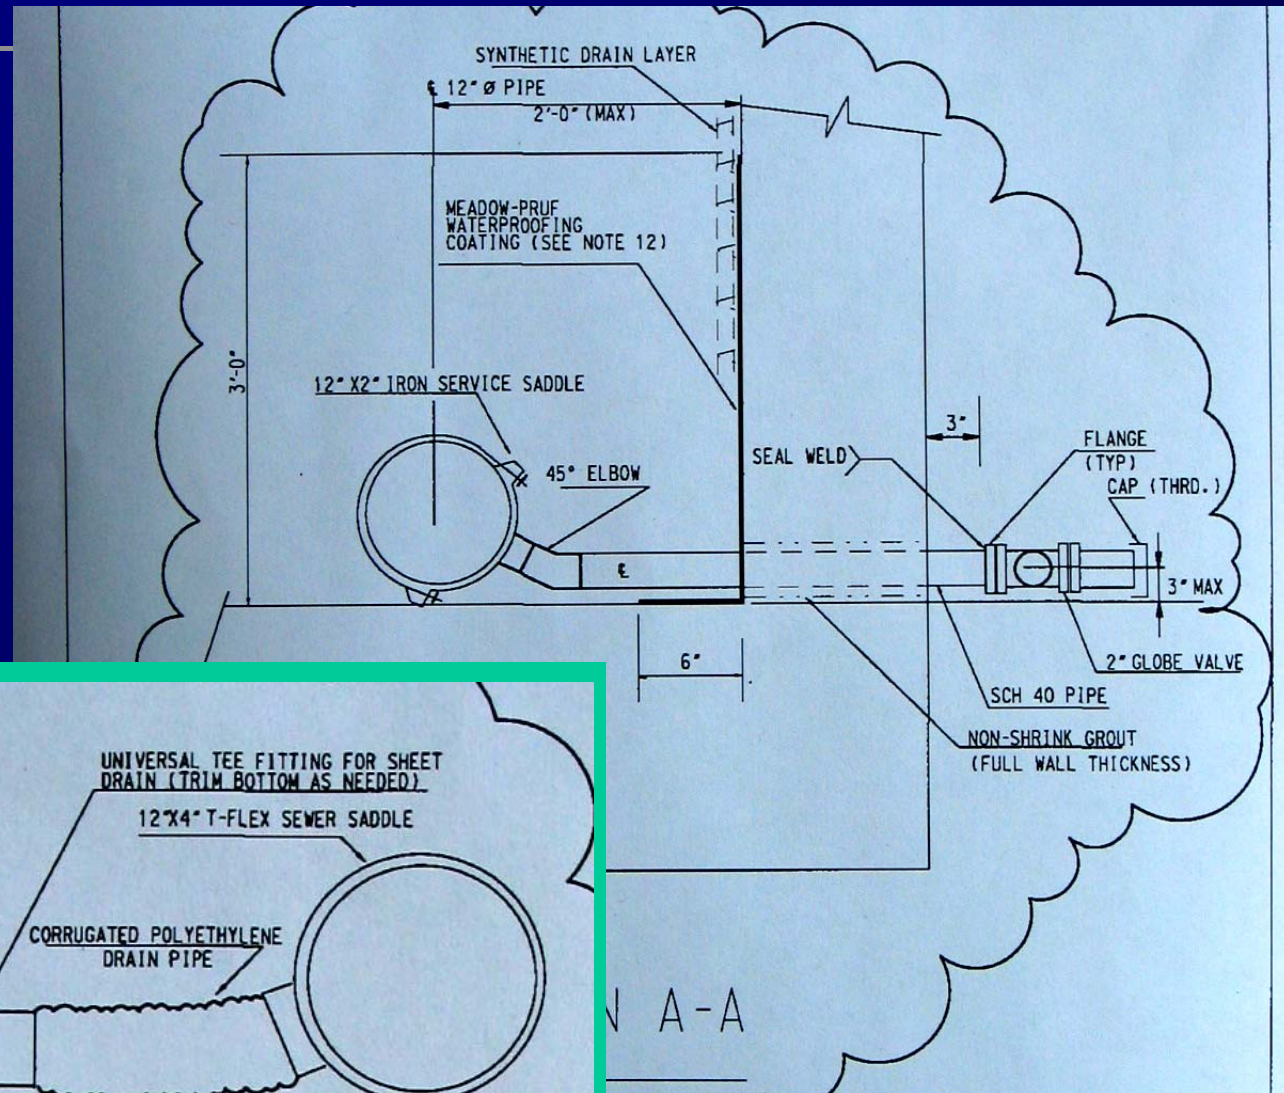 SYNTHETIC DRAIN LAYER
℄ 12" Ø PIPE
2'-0" (MAX)
MEADOW-PRUF
WATERPROOFING
COATING (SEE NOTE 12)
3'-0"
12"X2" IRON SERVICE SADDLE
45° ELBOW
SEAL WELD
3"
FLANGE
(TYP)
CAP (THRD.)
℄
3" MAX
6"
2" GLOBE VALVE
SCH 40 PIPE
NON-SHRINK GROUT
(FULL WALL THICKNESS)
A-A
UNIVERSAL TEE FITTING FOR SHEET
DRAIN (TRIM BOTTOM AS NEEDED)
12"X4" T-FLEX SEWER SADDLE
CORRUGATED POLYETHYLENE
DRAIN PIPE